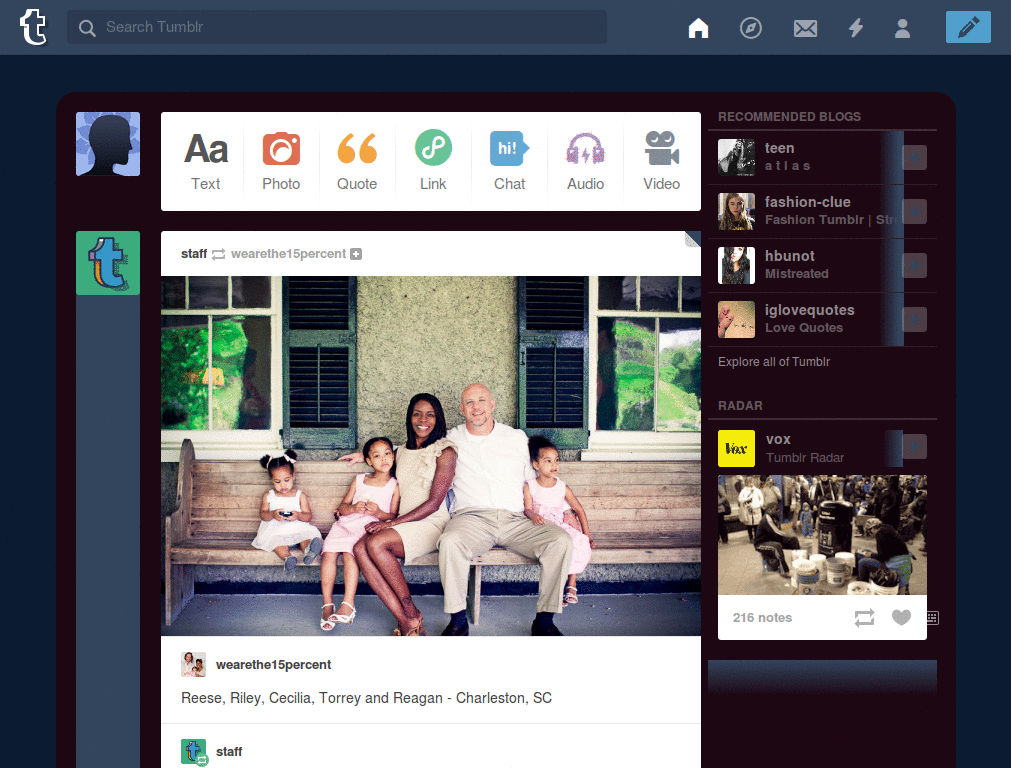 t
Search Tumblr
Aa
hi!
Text
Photo
Quote
Link
Chat
Audio
Video
staff wearethe15percent
wearethe15percent
Reese, Riley, Cecilia, Torrey and Reagan - Charleston, SC
staff
RECOMMENDED BLOGS
teen
a t l a s
fashion-clue
Fashion Tumblr | Str
hbunot
Mistreated
iglovequotes
Love Quotes
Explore all of Tumblr
RADAR
Vox
vox
Tumblr Radar
216 notes